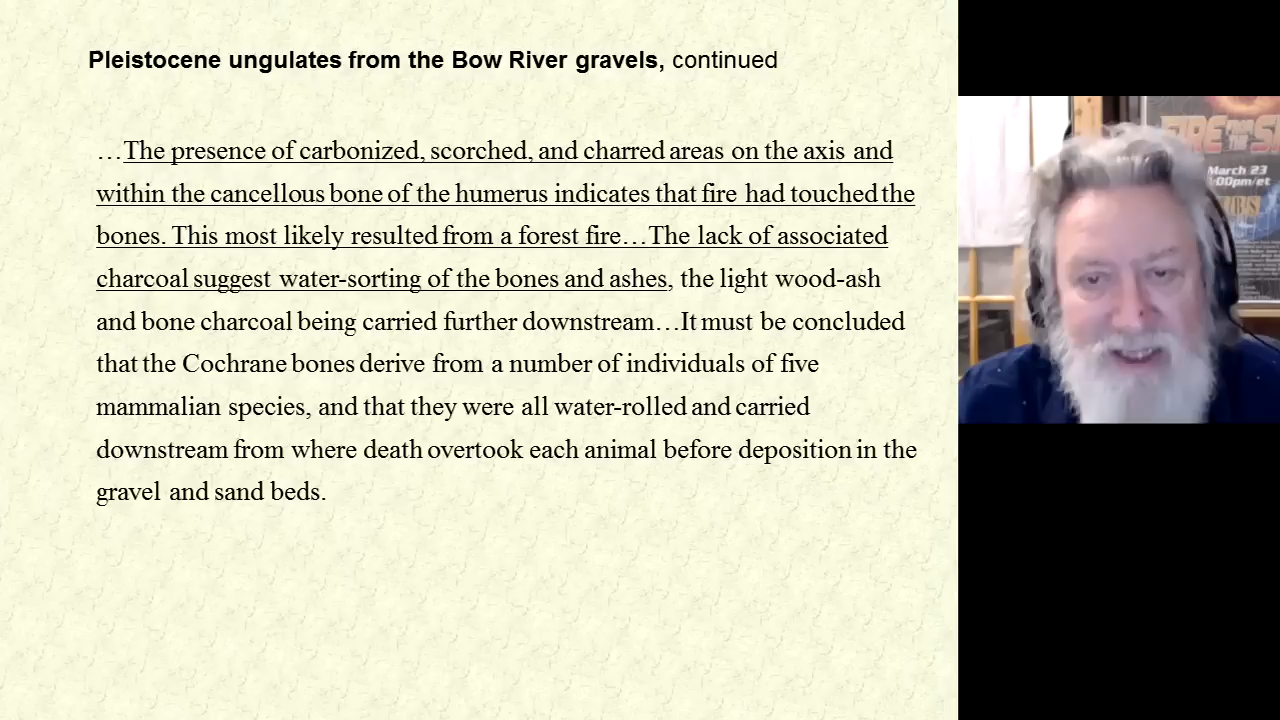 Pleistocene ungulates from the Bow River gravels, continued
…The presence of carbonized, scorched, and charred areas on the axis and
within the cancellous bone of the humerus indicates that fire had touched the
bones. This most likely resulted from a forest fire…The lack of associated
charcoal suggest water-sorting of the bones and ashes, the light wood-ash
and bone charcoal being carried further downstream…It must be concluded
that the Cochrane bones derive from a number of individuals of five
mammalian species, and that they were all water-rolled and carried
downstream from where death overtook each animal before deposition in the
gravel and sand beds.
FIRE
THE
March 23
00pm/et